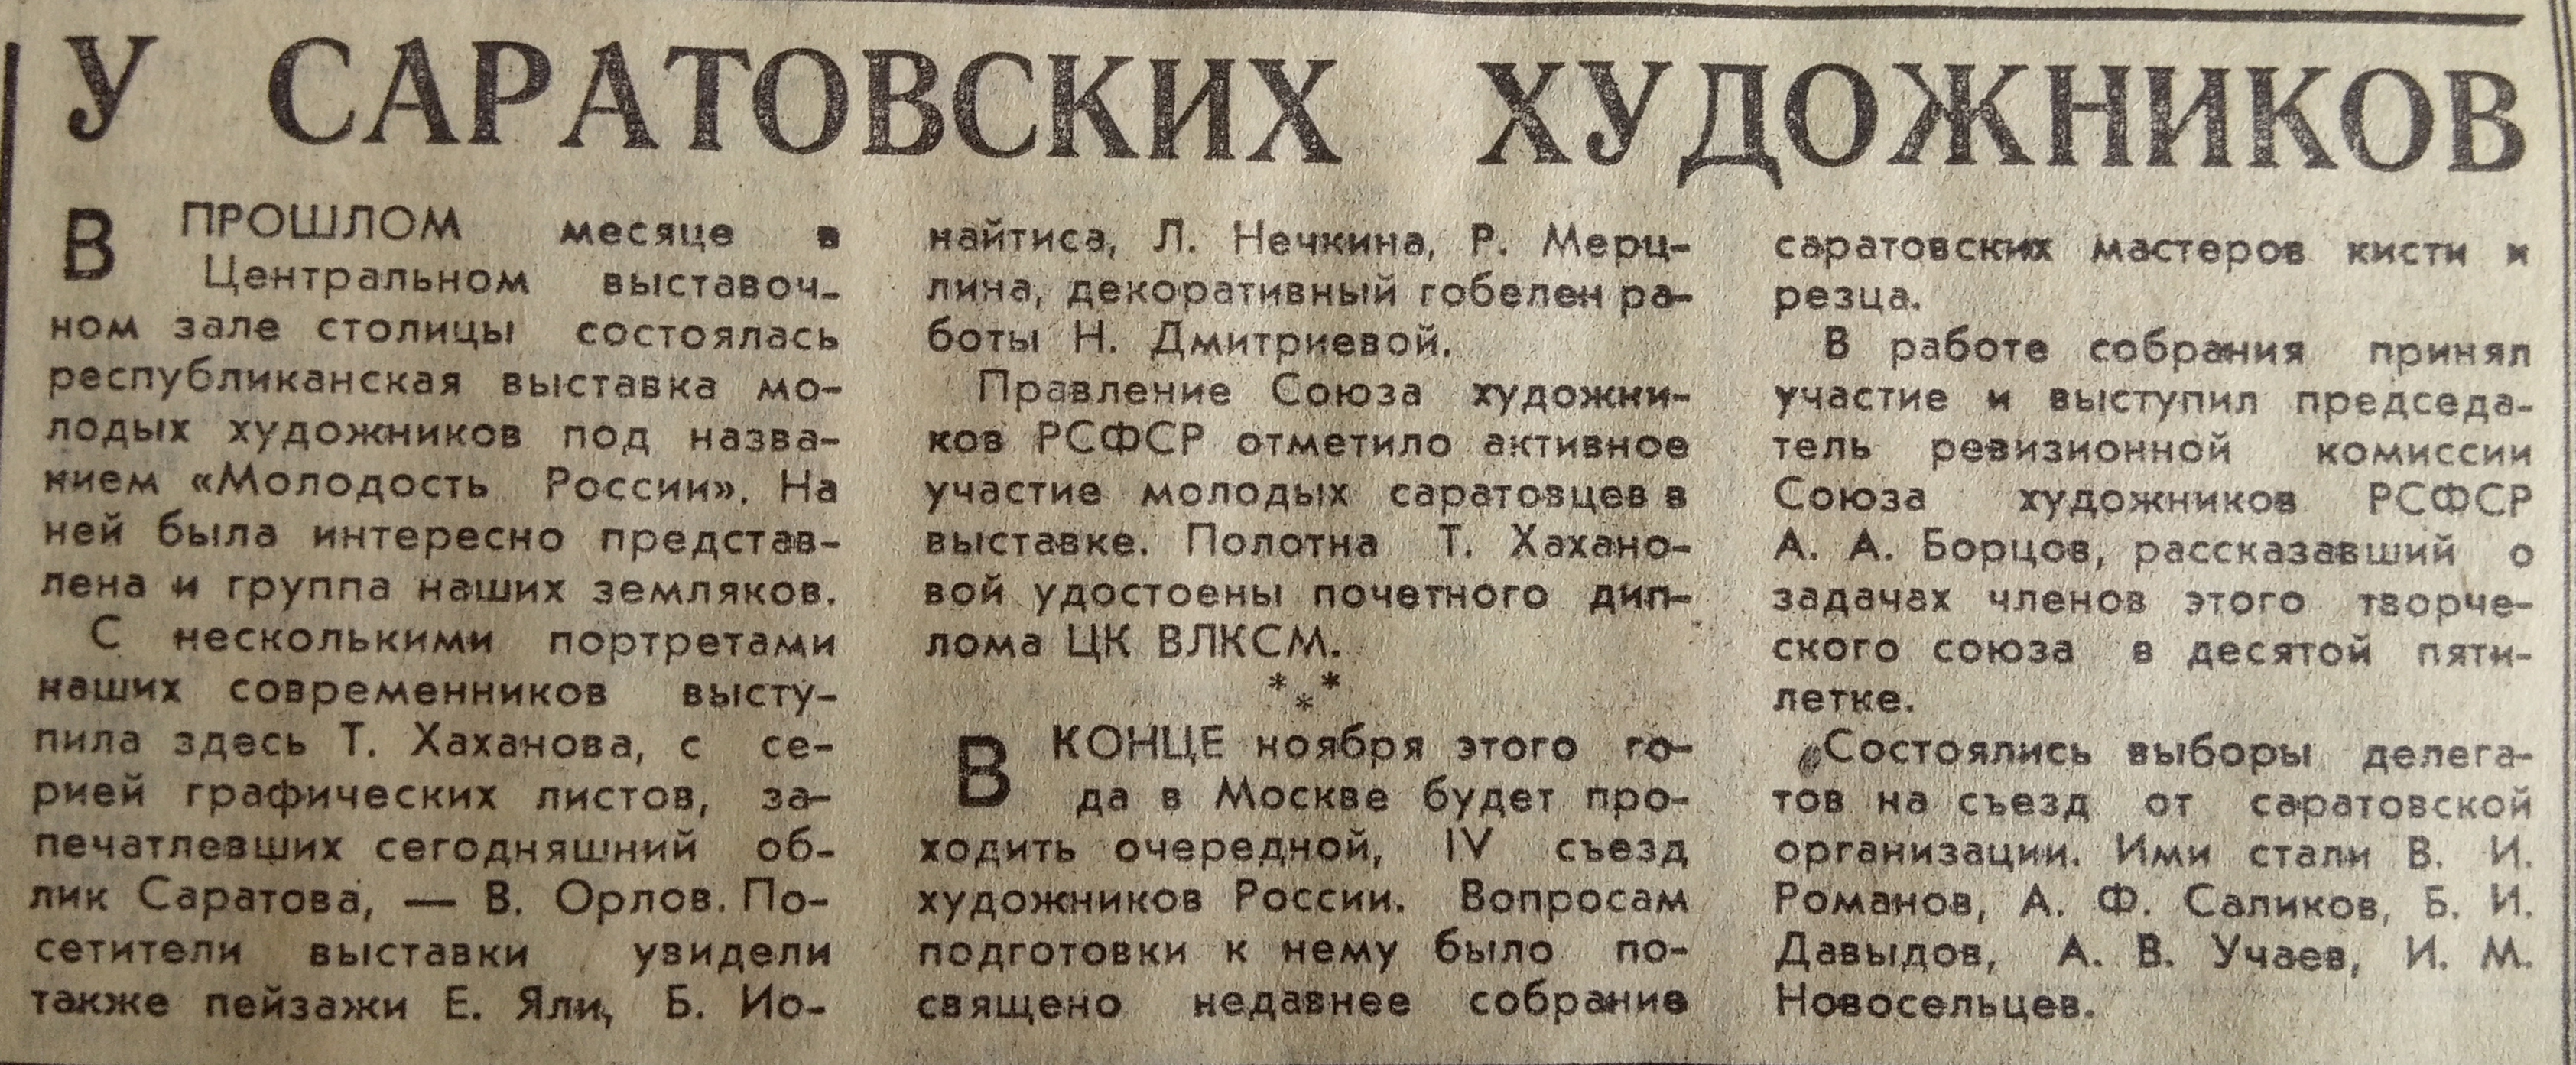 У САРАТОВСКИХ ХУДОЖНИКОВ
В ПРОШЛОМ месяце в
Центральном выставоч-
ном зале столицы состоялась
республиканская выставка мо-
лодых художников под назва-
нием «Молодость России». На
ней была интересно представ-
лена и группа наших земляков.
С несколькими портретами
наших современников высту-
пила здесь Т. Хаханова, с се-
рией графических листов, за-
печатлевших сегодняшний об-
лик Саратова, — В. Орлов. По-
сетители выставки увидели
также пейзажи Е. Яли, Б. Ио-
найтиса, Л. Нечкина, Р. Мерц-
лина, декоративный гобелен ра-
боты Н. Дмитриевой.
Правление Союза художни-
ков РСФСР отметило активное
участие молодых саратовцев в
выставке. Полотна Т. Хахано-
вой удостоены почетного дип-
лома ЦК ВЛКСМ.
* * *
В КОНЦЕ ноября этого го-
да в Москве будет про-
ходить очередной, IV съезд
художников России. Вопросам
подготовки к нему было по-
священо недавнее собрание
саратовских мастеров кисти и
резца.
В работе собрания принял
участие и выступил председа-
тель ревизионной комиссии
Союза художников РСФСР
А. А. Борцов, рассказавший о
задачах членов этого творче-
ского союза в десятой пяти-
летке.
Состоялись выборы делега-
тов на съезд от саратовской
организации. Ими стали В. И.
Романов, А. Ф. Саликов, Б. И.
Давыдов, А. В. Учаев, И. М.
Новосельцев.